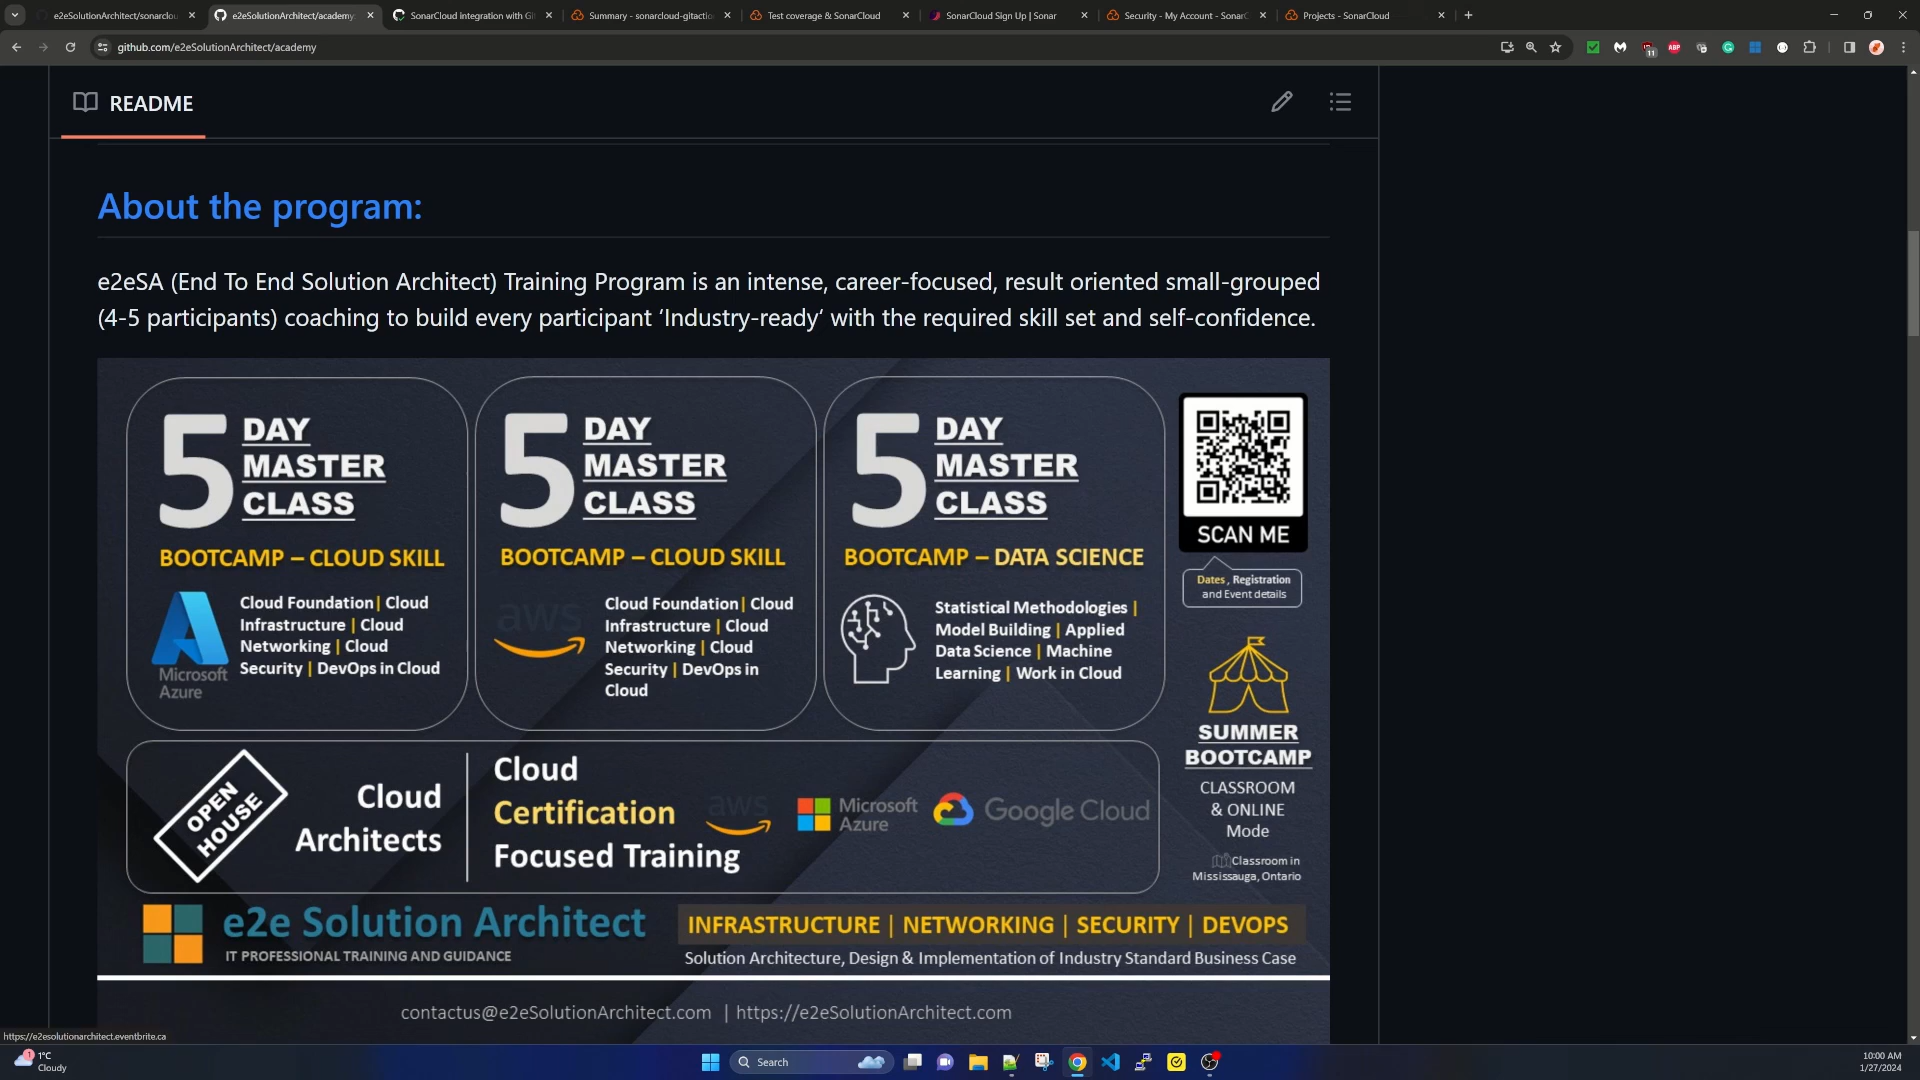 e2eSolutionArchitect/sonarclou
e2eSolutionArchitect/academy:
SonarCloud integration with Gi
Summary - sonarcloud-gitactio
Test coverage & SonarCloud
SonarCloud Sign Up | Sonar
Security - My Account - SonarC
Projects - SonarCloud
github.com/e2eSolutionArchitect/academy
11
ABP
README
About the program:
e2eSA (End To End Solution Architect) Training Program is an intense, career-focused, result oriented small-grouped
(4-5 participants) coaching to build every participant ‘Industry-ready‘ with the required skill set and self-confidence.
5 DAY
MASTER
CLASS
BOOTCAMP – CLOUD SKILL
Microsoft
Azure
Cloud Foundation | Cloud
Infrastructure | Cloud
Networking | Cloud
Security | DevOps in Cloud
5 DAY
MASTER
CLASS
BOOTCAMP – CLOUD SKILL
aws
Cloud Foundation | Cloud
Infrastructure | Cloud
Networking | Cloud
Security | DevOps in
Cloud
5 DAY
MASTER
CLASS
BOOTCAMP – DATA SCIENCE
Statistical Methodologies |
Model Building | Applied
Data Science | Machine
Learning | Work in Cloud
SCAN ME
Dates , Registration
and Event details
SUMMER
BOOTCAMP
CLASSROOM
& ONLINE
Mode
Classroom in
Mississauga, Ontario
OPEN
HOUSE
Cloud
Architects
Cloud
Certification
Focused Training
aws
Microsoft
Azure
Google Cloud
e2e Solution Architect
IT PROFESSIONAL TRAINING AND GUIDANCE
INFRASTRUCTURE | NETWORKING | SECURITY | DEVOPS
Solution Architecture, Design & Implementation of Industry Standard Business Case
contactus@e2eSolutionArchitect.com | https://e2eSolutionArchitect.com
https://e2esolutionarchitect.eventbrite.ca
1
1°C
Cloudy
Search
10:00 AM
1/27/2024